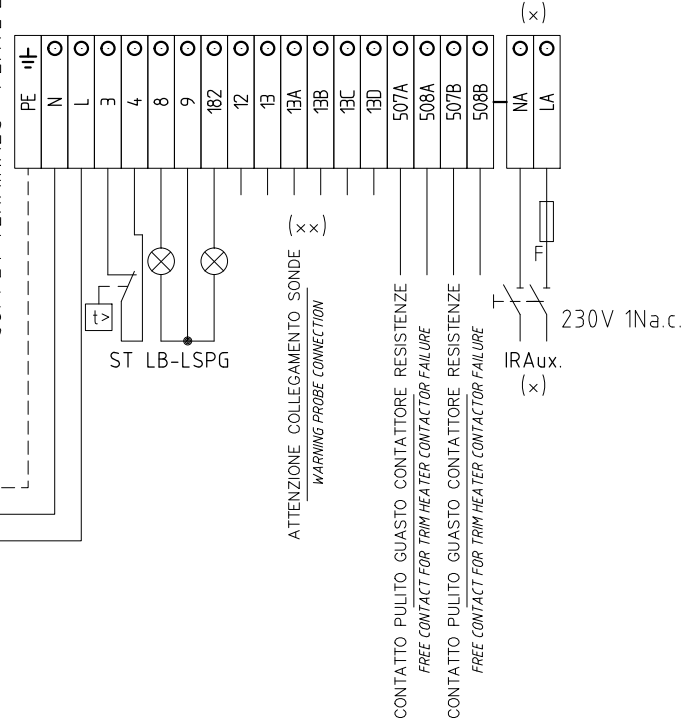 (x)
PE
N
L
3
4
8
9
182
12
13
13A
13B
13C
13D
507A
508A
507B
508B
NA
LA
(xx)
F
t>
230V 1Na.c.
ST LB-LSPG
IRAux.
(x)
ATTENZIONE COLLEGAMENTO SONDE
WARNING PROBE CONNECTION
CONTATTO PULITO GUASTO CONTATTORE RESISTENZE
FREE CONTACT FOR TRIM HEATER CONTACTOR FAILURE
CONTATTO PULITO GUASTO CONTATTORE RESISTENZE
FREE CONTACT FOR TRIM HEATER CONTACTOR FAILURE